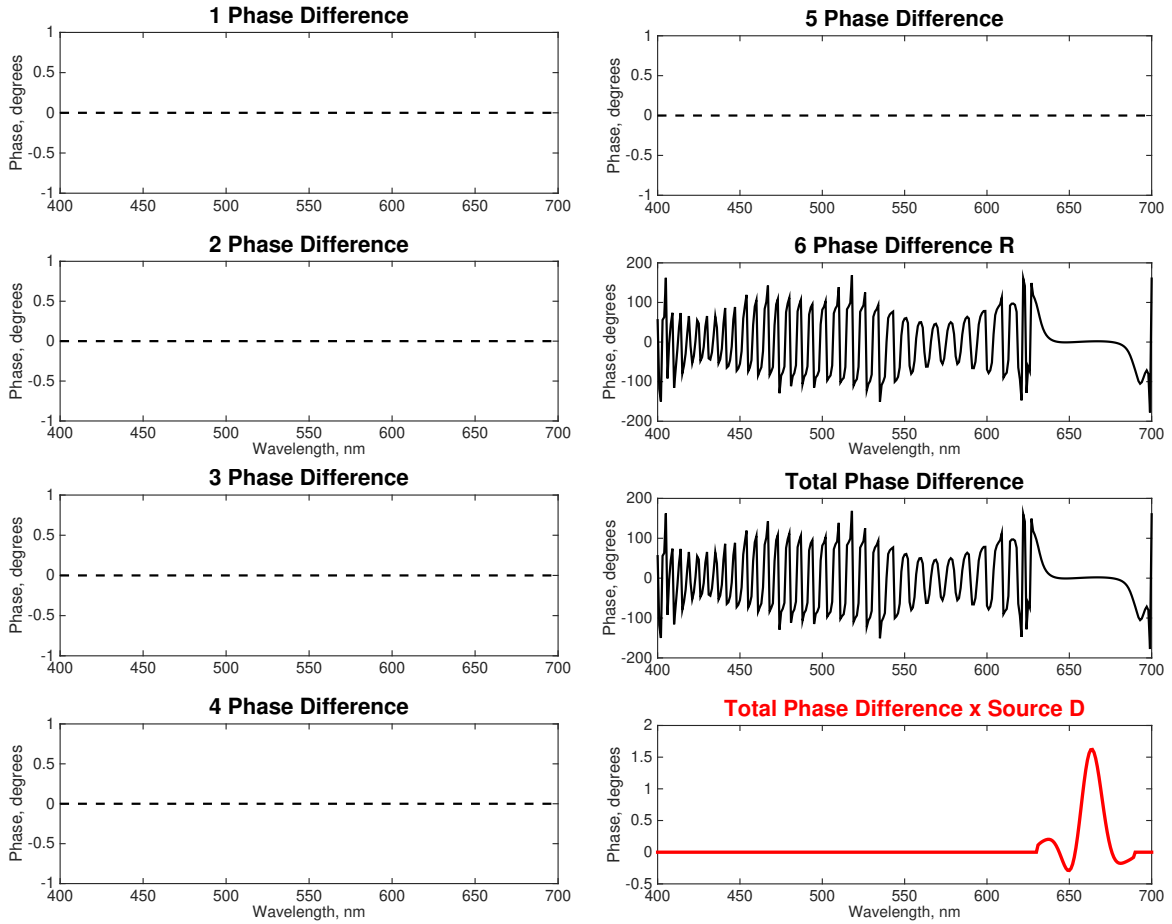 1 Phase Difference
1
0.5
0
-0.5
-1
Phase, degrees
400 450 500 550 600 650 700
2 Phase Difference
1
0.5
0
-0.5
-1
Phase, degrees
400 450 500 550 600 650 700
Wavelength, nm
3 Phase Difference
1
0.5
0
-0.5
-1
Phase, degrees
400 450 500 550 600 650 700
4 Phase Difference
1
0.5
0
-0.5
-1
Phase, degrees
400 450 500 550 600 650 700
Wavelength, nm
5 Phase Difference
1
0.5
0
-0.5
-1
Phase, degrees
400 450 500 550 600 650 700
6 Phase Difference R
200
100
0
-100
-200
Phase, degrees
400 450 500 550 600 650 700
Wavelength, nm
Total Phase Difference
200
100
0
-100
-200
Phase, degrees
400 450 500 550 600 650 700
Total Phase Difference x Source D
2
1.5
1
0.5
0
-0.5
Phase, degrees
400 450 500 550 600 650 700
Wavelength, nm